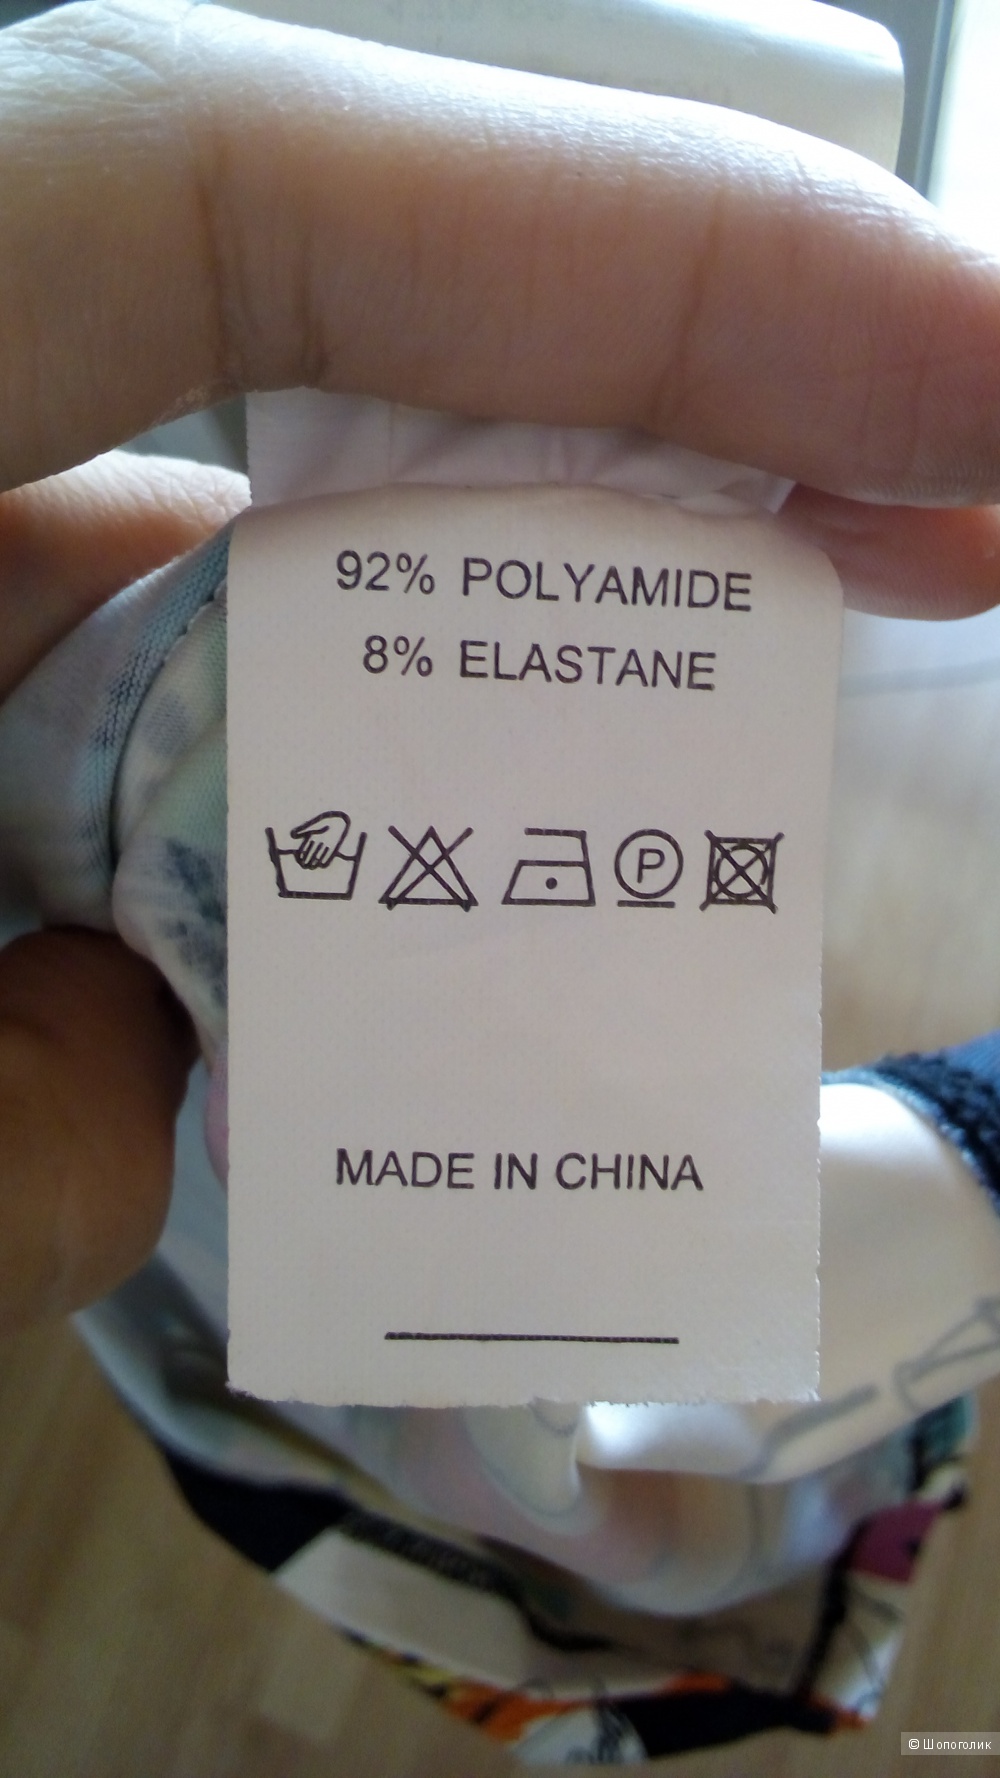 92% POLYAMIDE
8% ELASTANE
P
MADE IN CHINA
© Шопоголик